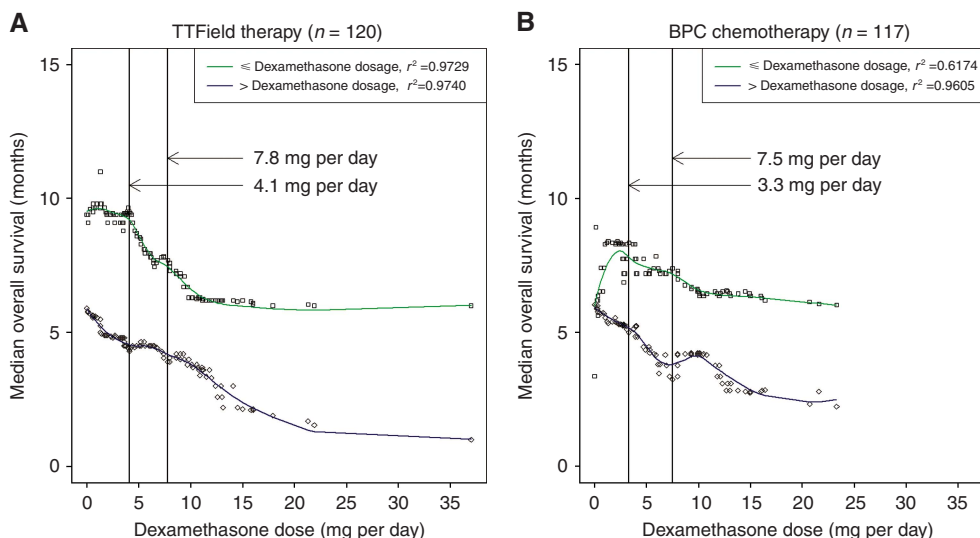 A
TTField therapy (n = 120)
15
10
5
0
Median overall survival (months)
⩽ Dexamethasone dosage, r² =0.9729
> Dexamethasone dosage, r²=0.9740
7.8 mg per day
4.1 mg per day
0 5 10 15 20 25 30 35
Dexamethasone dose (mg per day)
B
BPC chemotherapy (n = 117)
15
10
5
0
Median overall survival (months)
⩽ Dexamethasone dosage, r² =0.6174
> Dexamethasone dosage, r²=0.9605
7.5 mg per day
3.3 mg per day
0 5 10 15 20 25 30 35
Dexamethasone dose (mg per day)